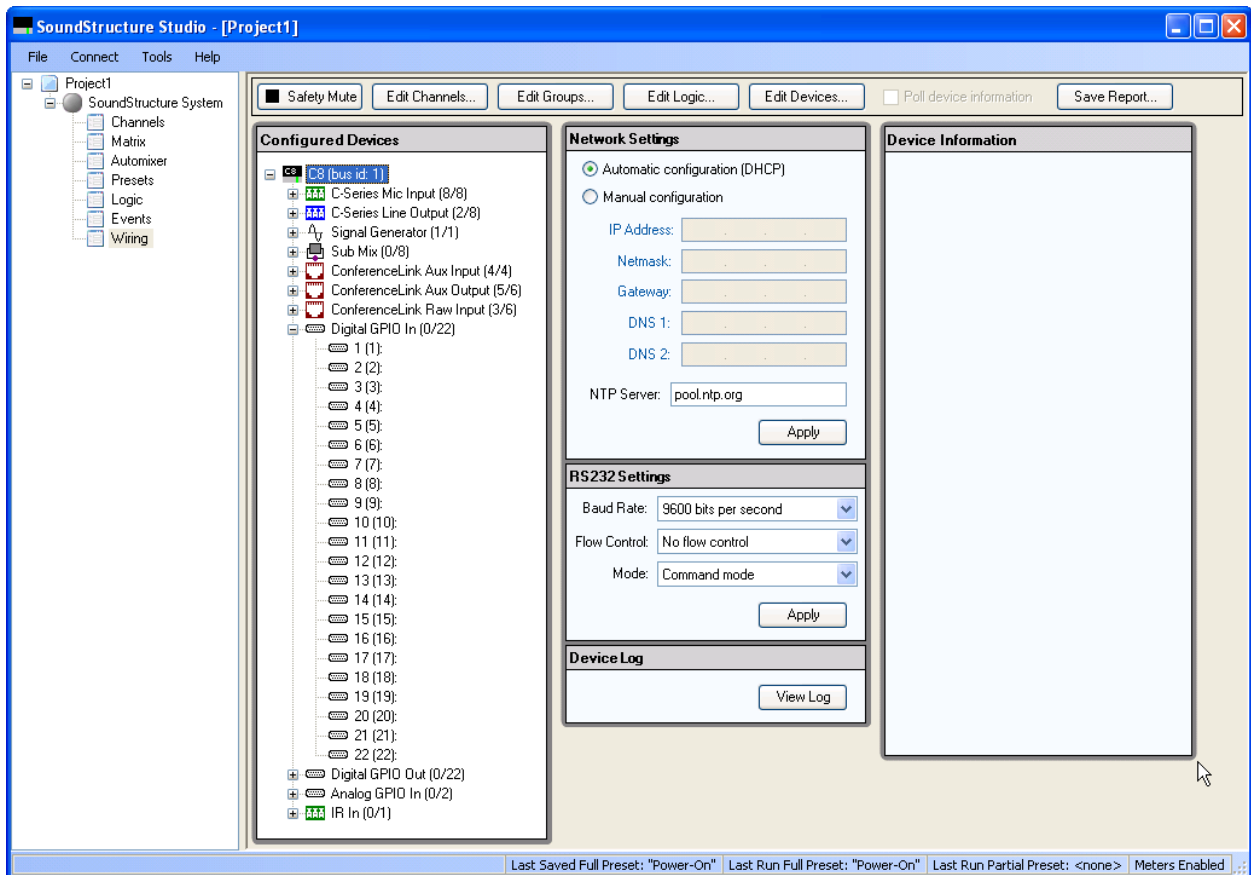 SoundStructure Studio - [Project1]
File Connect Tools Help
Project1
SoundStructure System
Channels
Matrix
Automixer
Presets
Logic
Events
Wiring
Safety Mute
Edit Channels...
Edit Groups...
Edit Logic...
Edit Devices...
Poll device information
Save Report...
Configured Devices
C8
C8 (bus id: 1)
C-Series Mic Input (8/8)
C-Series Line Output (2/8)
Signal Generator (1/1)
Sub Mix (0/8)
ConferenceLink Aux Input (4/4)
ConferenceLink Aux Output (5/6)
ConferenceLink Raw Input (3/6)
Digital GPIO In (0/22)
1 (1):
2 (2):
3 (3):
4 (4):
5 (5):
6 (6):
7 (7):
8 (8):
9 (9):
10 (10):
11 (11):
12 (12):
13 (13):
14 (14):
15 (15):
16 (16):
17 (17):
18 (18):
19 (19):
20 (20):
21 (21):
22 (22):
Digital GPIO Out (0/22)
Analog GPIO In (0/2)
IR In (0/1)
Network Settings
Automatic configuration (DHCP)
Manual configuration
IP Address: . . .
Netmask: . . .
Gateway: . . .
DNS 1: . . .
DNS 2: . . .
NTP Server: pool.ntp.org
Apply
RS232 Settings
Baud Rate: 9600 bits per second
Flow Control: No flow control
Mode: Command mode
Apply
Device Log
View Log
Device Information
Last Saved Full Preset: "Power-On" Last Run Full Preset: "Power-On" Last Run Partial Preset: <none> Meters Enabled